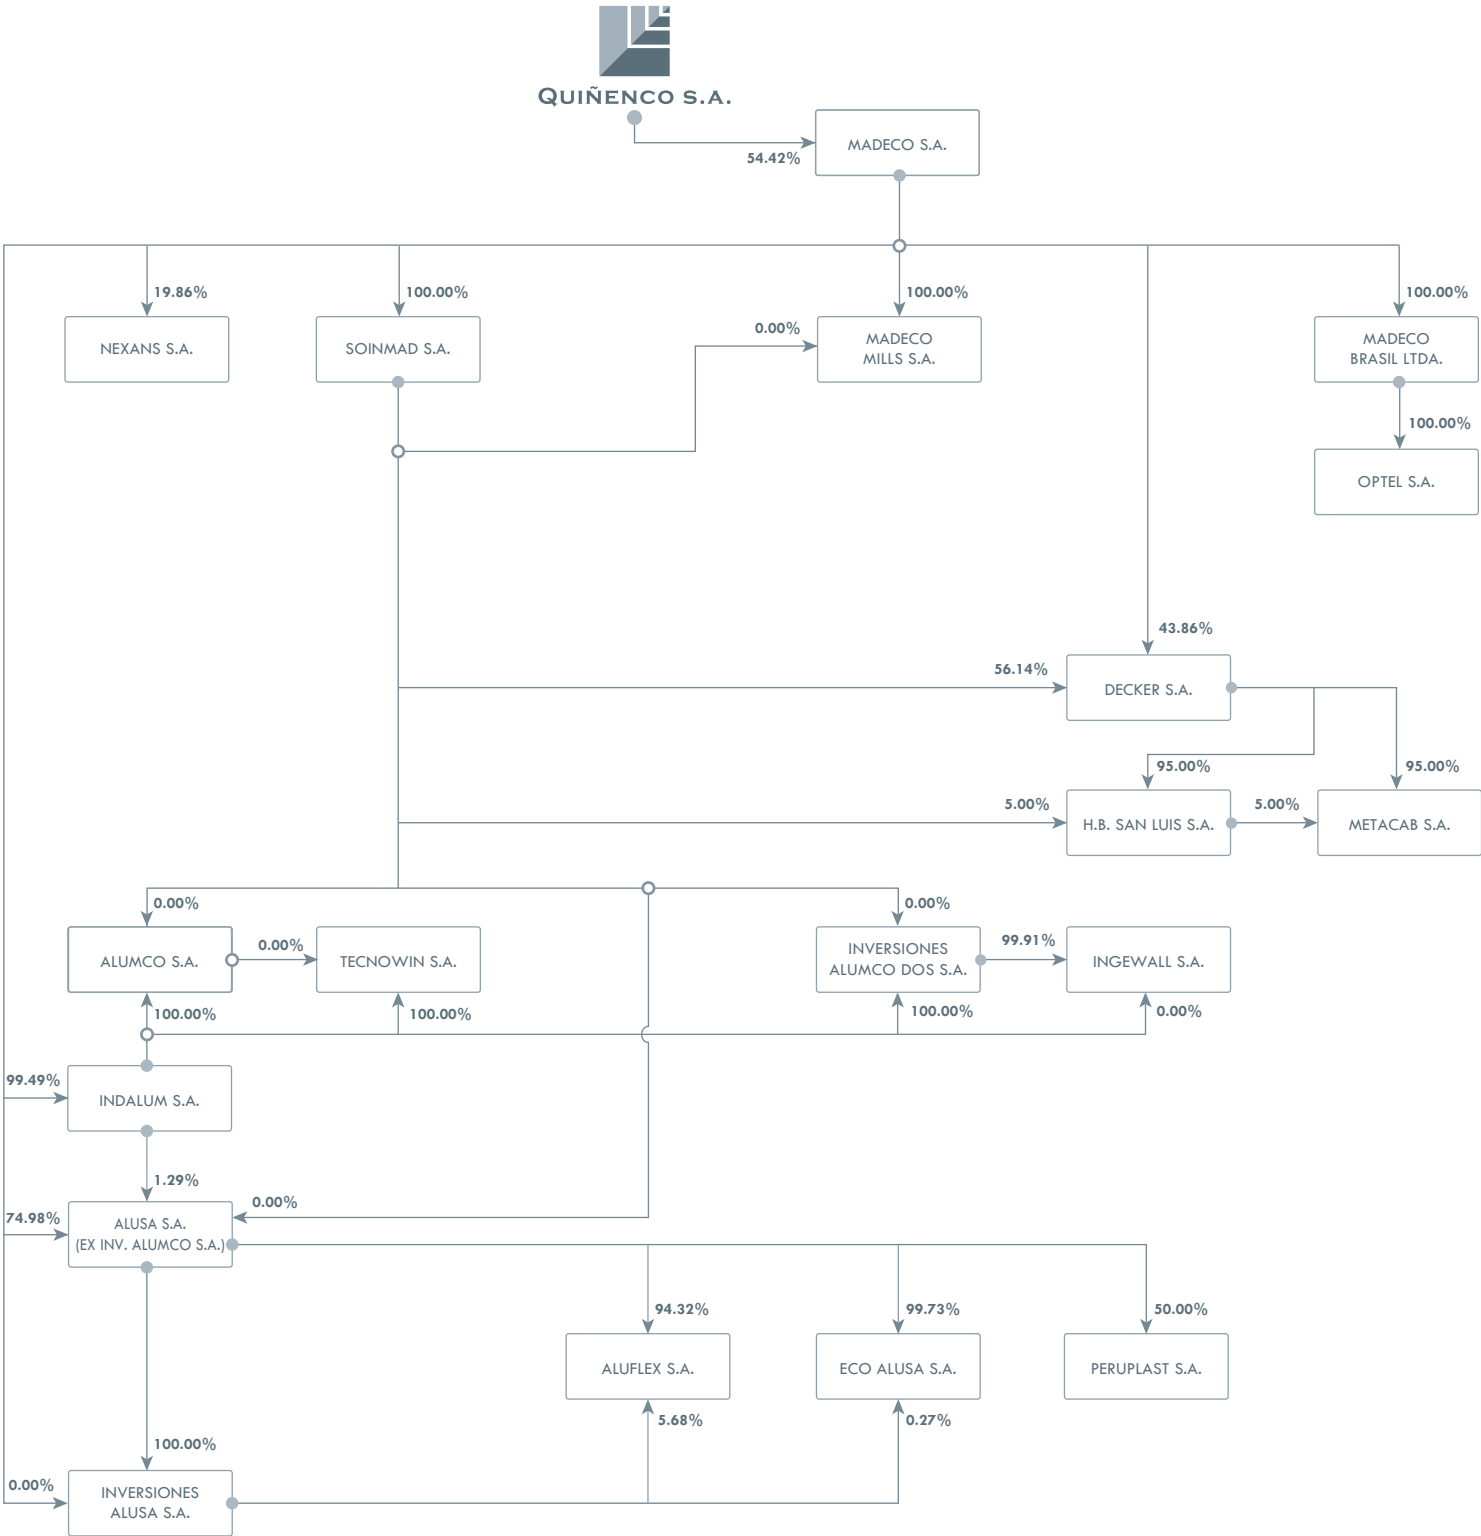 QUIÑENCO S.A.
MADECO S.A.
54.42%
19.86%
100.00%
100.00%
100.00%
NEXANS S.A.
SOINMAD S.A.
0.00%
MADECO
MILLS S.A.
MADECO
BRASIL LTDA.
100.00%
OPTEL S.A.
43.86%
56.14%
DECKER S.A.
95.00%
95.00%
5.00%
H.B. SAN LUIS S.A.
5.00%
METACAB S.A.
0.00%
0.00%
ALUMCO S.A.
0.00%
TECNOWIN S.A.
INVERSIONES
ALUMCO DOS S.A.
99.91%
INGEWALL S.A.
100.00%
100.00%
100.00%
0.00%
99.49%
INDALUM S.A.
1.29%
0.00%
74.98%
ALUSA S.A.
(EX INV. ALUMCO S.A.)
94.32%
99.73%
50.00%
ALUFLEX S.A.
ECO ALUSA S.A.
PERUPLAST S.A.
5.68%
0.27%
100.00%
0.00%
INVERSIONES
ALUSA S.A.